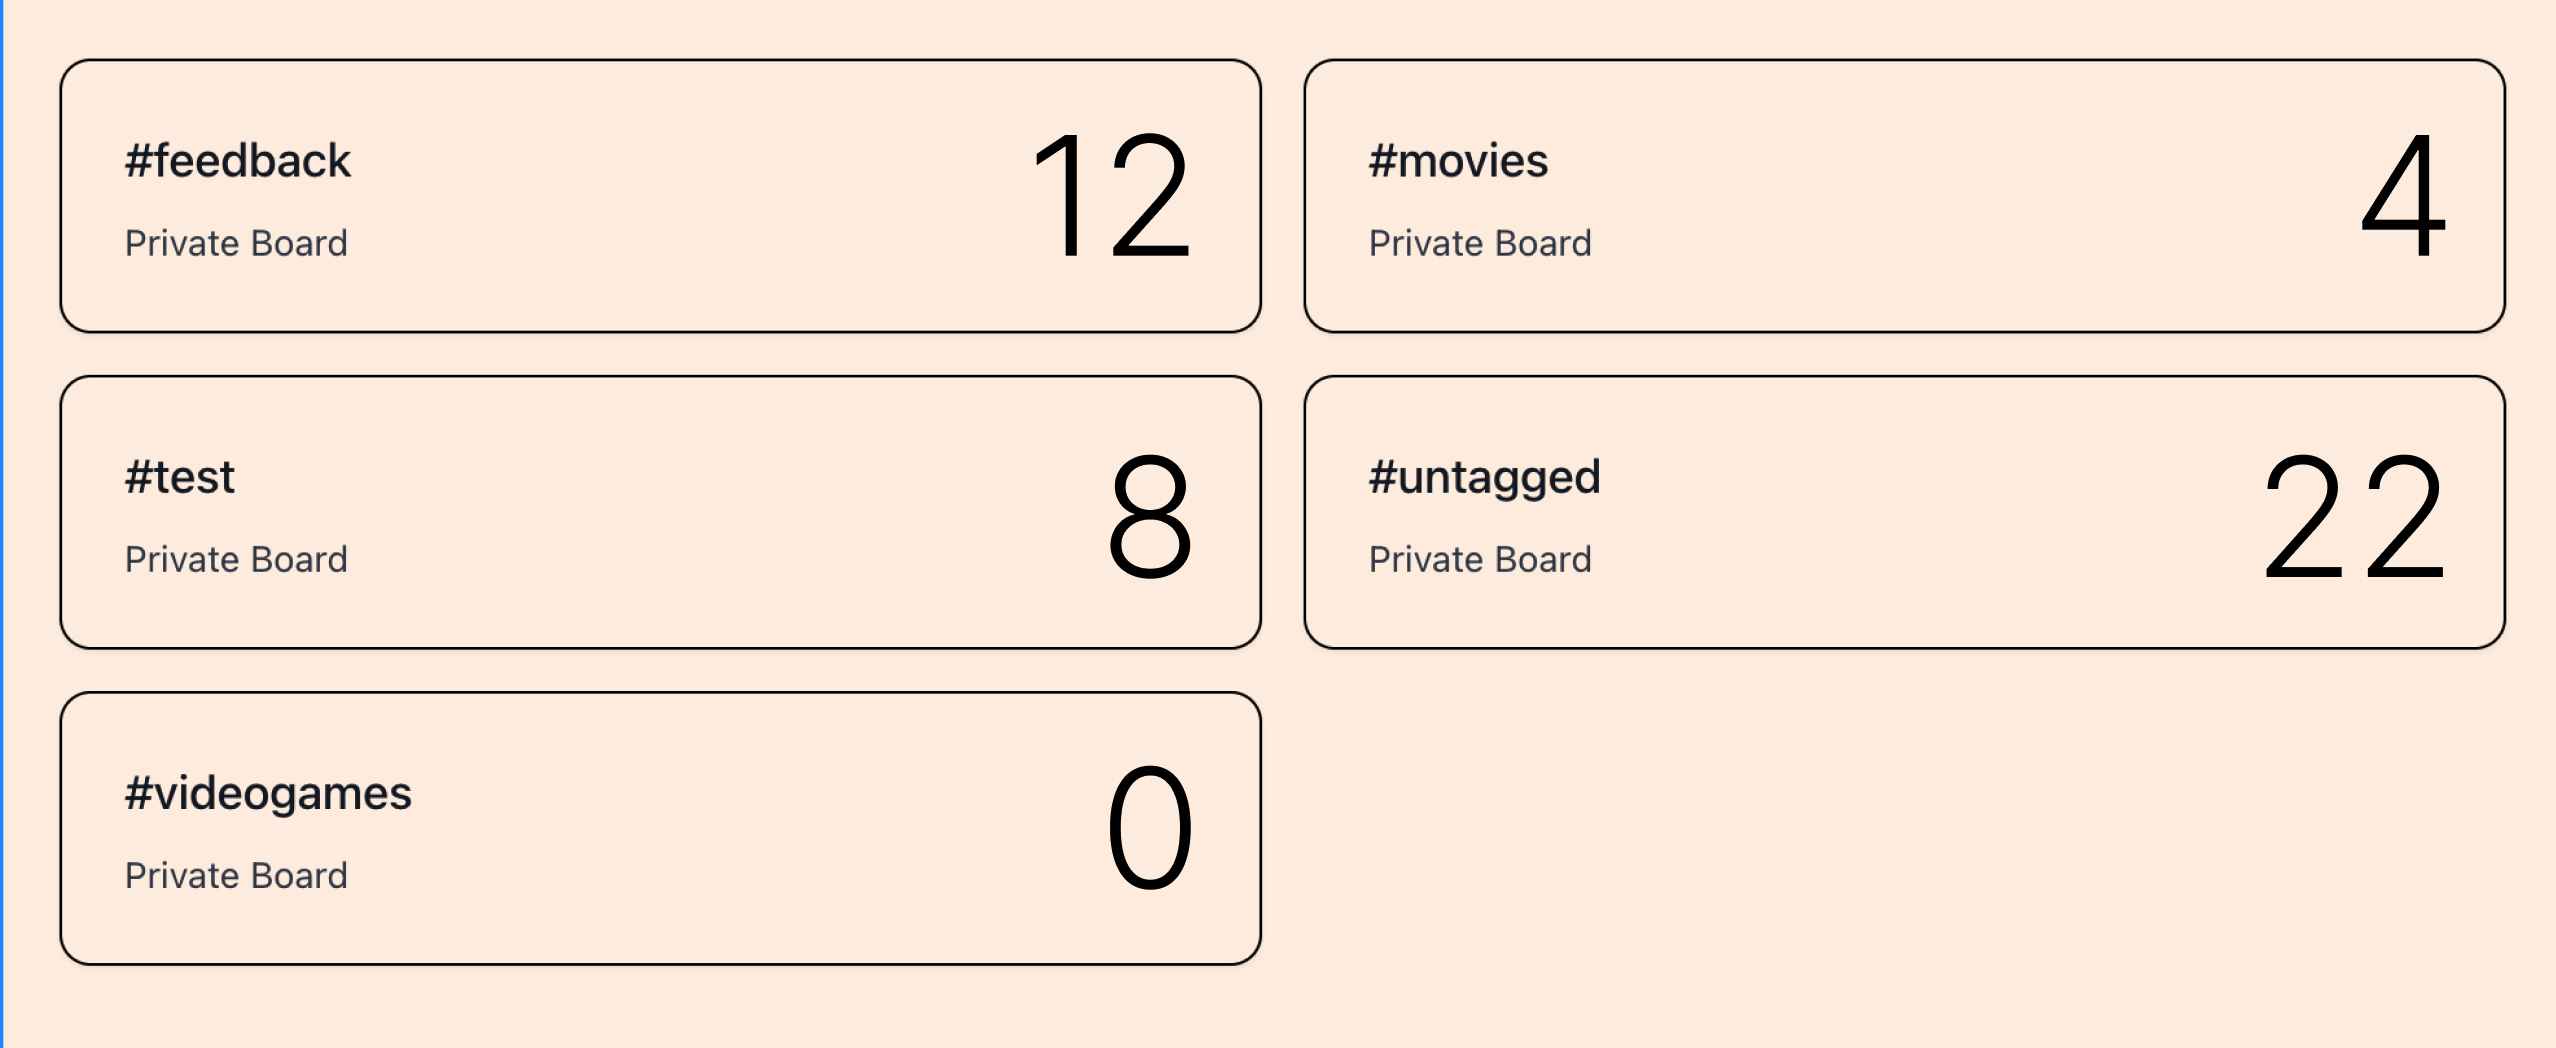 #feedback
Private Board
12
#movies
Private Board
4
#test
Private Board
8
#untagged
Private Board
22
#videogames
Private Board
0